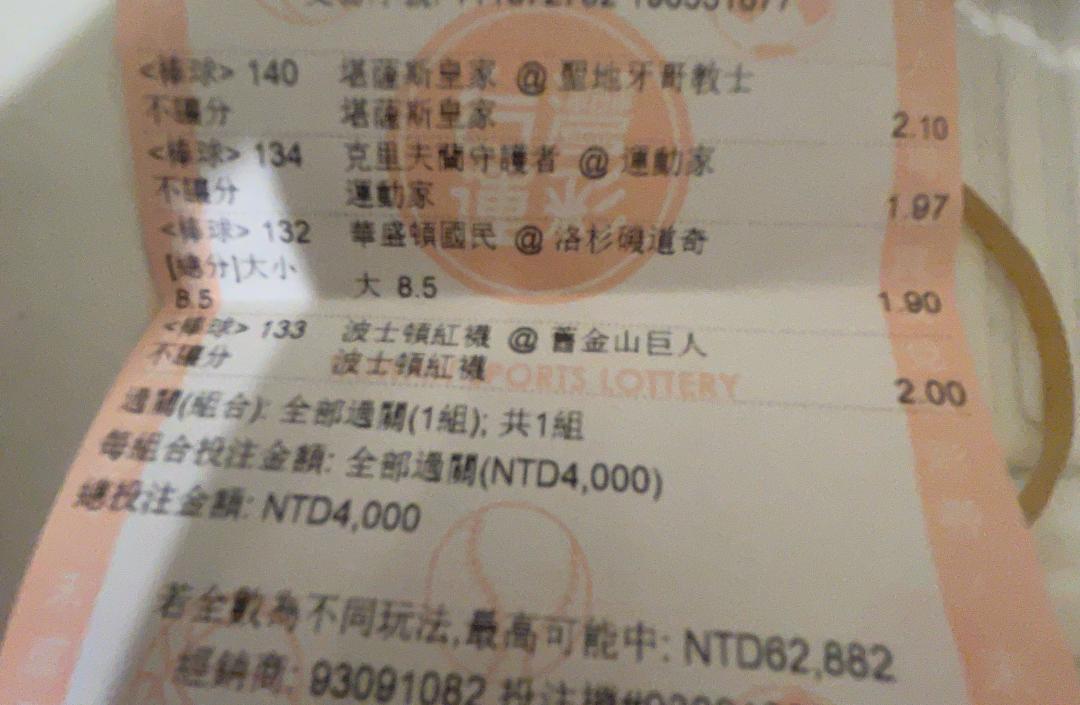 <棒球> 140 堪薩斯皇家 @ 聖地牙哥教士
不讓分 堪薩斯皇家 2.10
<棒球> 134 克里夫蘭守護者 @ 運動家
不讓分 運動家 1.97
<棒球> 132 華盛頓國民 @ 洛杉磯道奇
[總分]大小 大 8.5
8.5 1.90
<棒球> 133 波士頓紅襪 @ 舊金山巨人
不讓分 波士頓紅襪
SPORTS LOTTERY
2.00
過關(組合): 全部過關(1組); 共1組
每組合投注金額: 全部過關(NTD4,000)
總投注金額: NTD4,000
若全數為不同玩法,最高可能中: NTD62,882
經銷商: 93091082 投注機